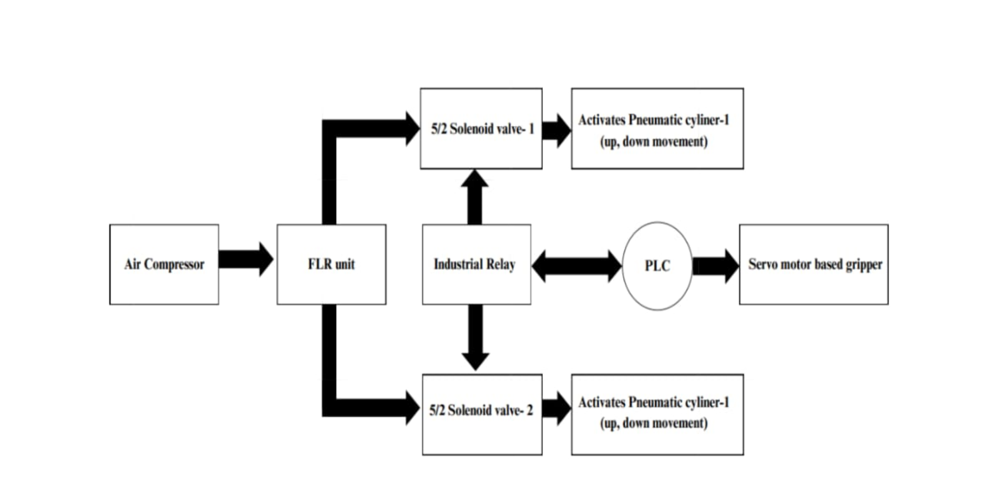 5/2 Solenoid valve- 1
Activates Pneumatic cyliner-1
(up, down movement)
Air Compressor
FLR unit
Industrial Relay
PLC
Servo motor based gripper
5/2 Solenoid valve- 2
Activates Pneumatic cyliner-1
(up, down movement)